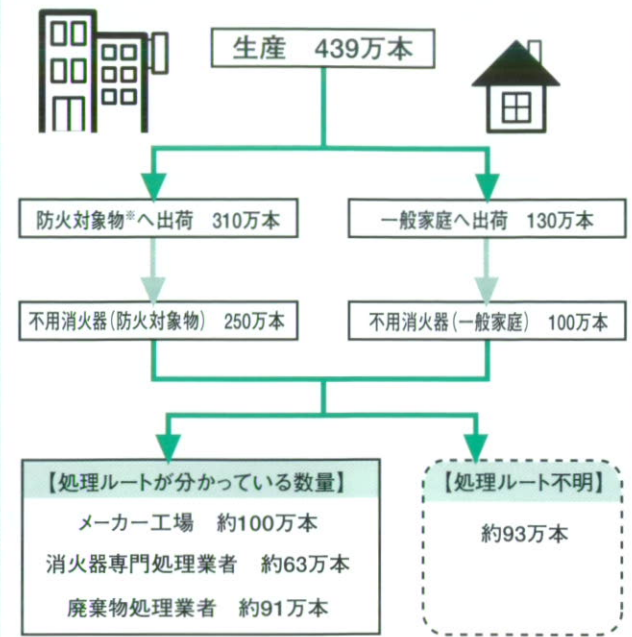 生産 439万本
防火対象物※へ出荷 310万本
一般家庭へ出荷 130万本
不用消火器(防火対象物) 250万本
不用消火器(一般家庭) 100万本
【処理ルートが分かっている数量】
メーカー工場 約100万本
消火器専門処理業者 約63万本
廃棄物処理業者 約91万本
【処理ルート不明】
約93万本